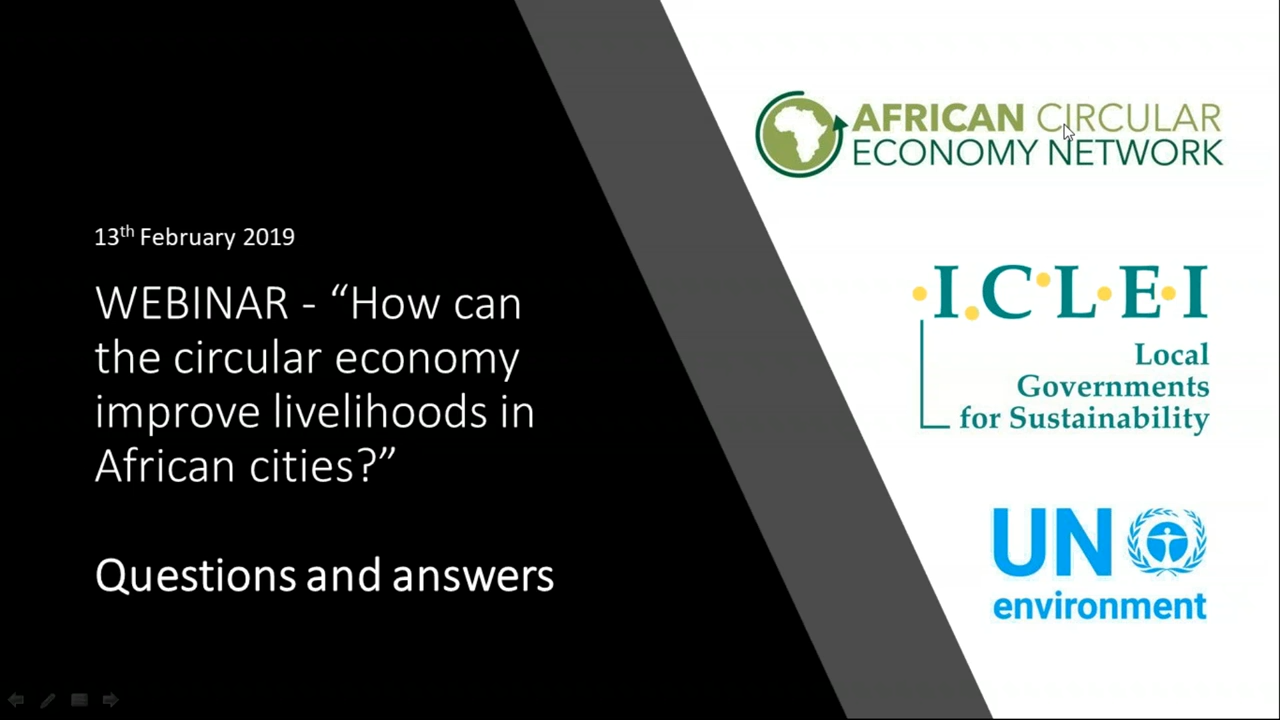 13th February 2019
WEBINAR - “How can
the circular economy
improve livelihoods in
African cities?”
Questions and answers
AFRICAN CIRCULAR
ECONOMY NETWORK
I.C.L.E.I
Local
Governments
for Sustainability
UN
environment